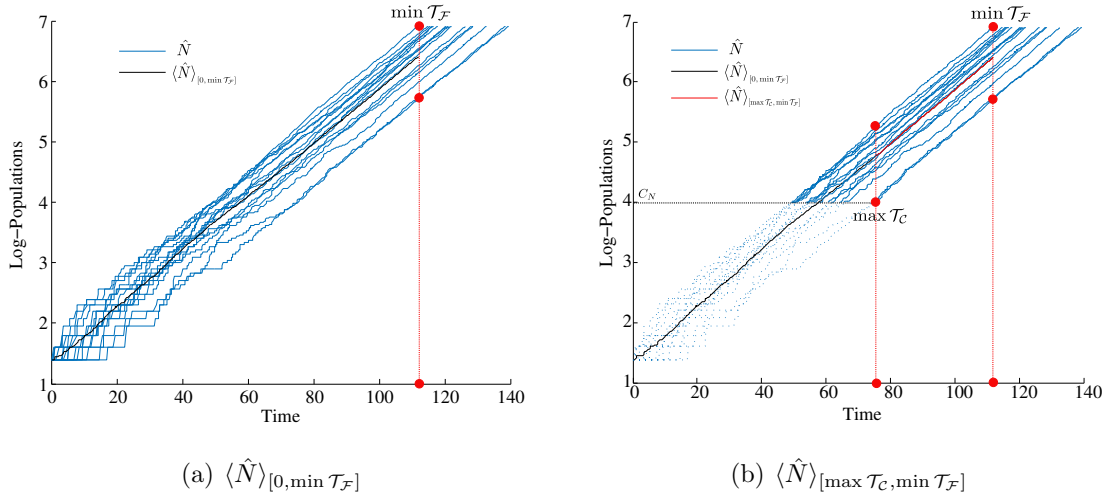 min 𝒯_ℱ
7
6
5
4
3
2
1
Log–Populations
N̂
⟨N̂⟩_[0,min 𝒯_ℱ]
0 20 40 60 80 100 120 140
Time
(a) ⟨N̂⟩_[0,min 𝒯_ℱ]
min 𝒯_ℱ
7
6
5
4
3
2
1
Log–Populations
N̂
⟨N̂⟩_[0,min 𝒯_ℱ]
⟨N̂⟩_[max 𝒯_𝒞,min 𝒯_ℱ]
C_N
max 𝒯_𝒞
0 20 40 60 80 100 120 140
Time
(b) ⟨N̂⟩_[max 𝒯_𝒞,min 𝒯_ℱ]